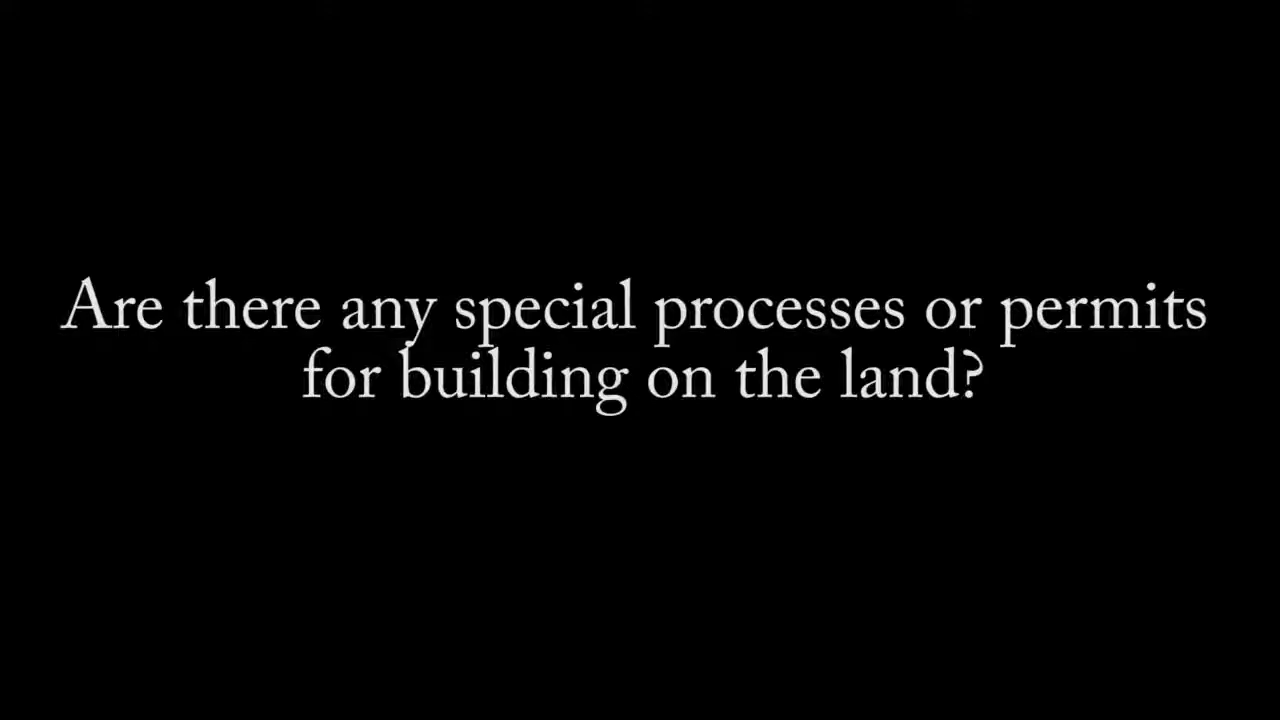 Are there any special processes or permits
for building on the land?